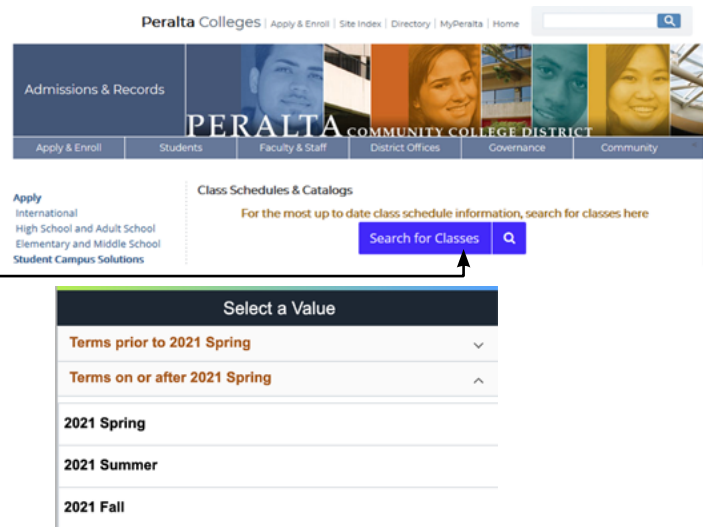 Peralta Colleges | Apply & Enroll | Site Index | Directory | MyPeralta | Home
Admissions & Records
PERALTA COMMUNITY COLLEGE DISTRICT
Apply & Enroll Students Faculty & Staff District Offices Governance Community
Class Schedules & Catalogs
Apply
International
For the most up to date class schedule information, search for classes here
High School and Adult School
Search for Classes
Elementary and Middle School
Student Campus Solutions
Select a Value
Terms prior to 2021 Spring
Terms on or after 2021 Spring
2021 Spring
2021 Summer
2021 Fall